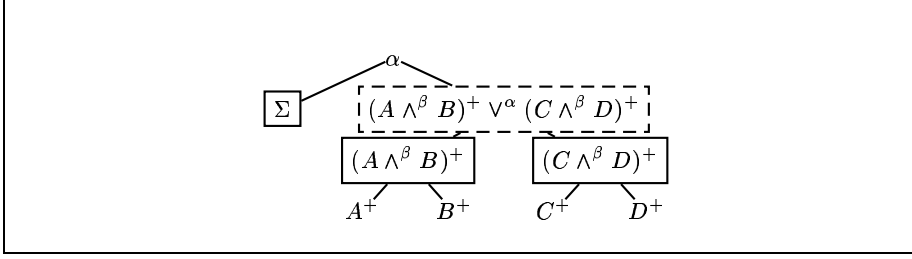 α
Σ (A ∧^β B)^+ ∨^α (C ∧^β D)^+
(A ∧^β B)^+ (C ∧^β D)^+
A^+ B^+ C^+ D^+